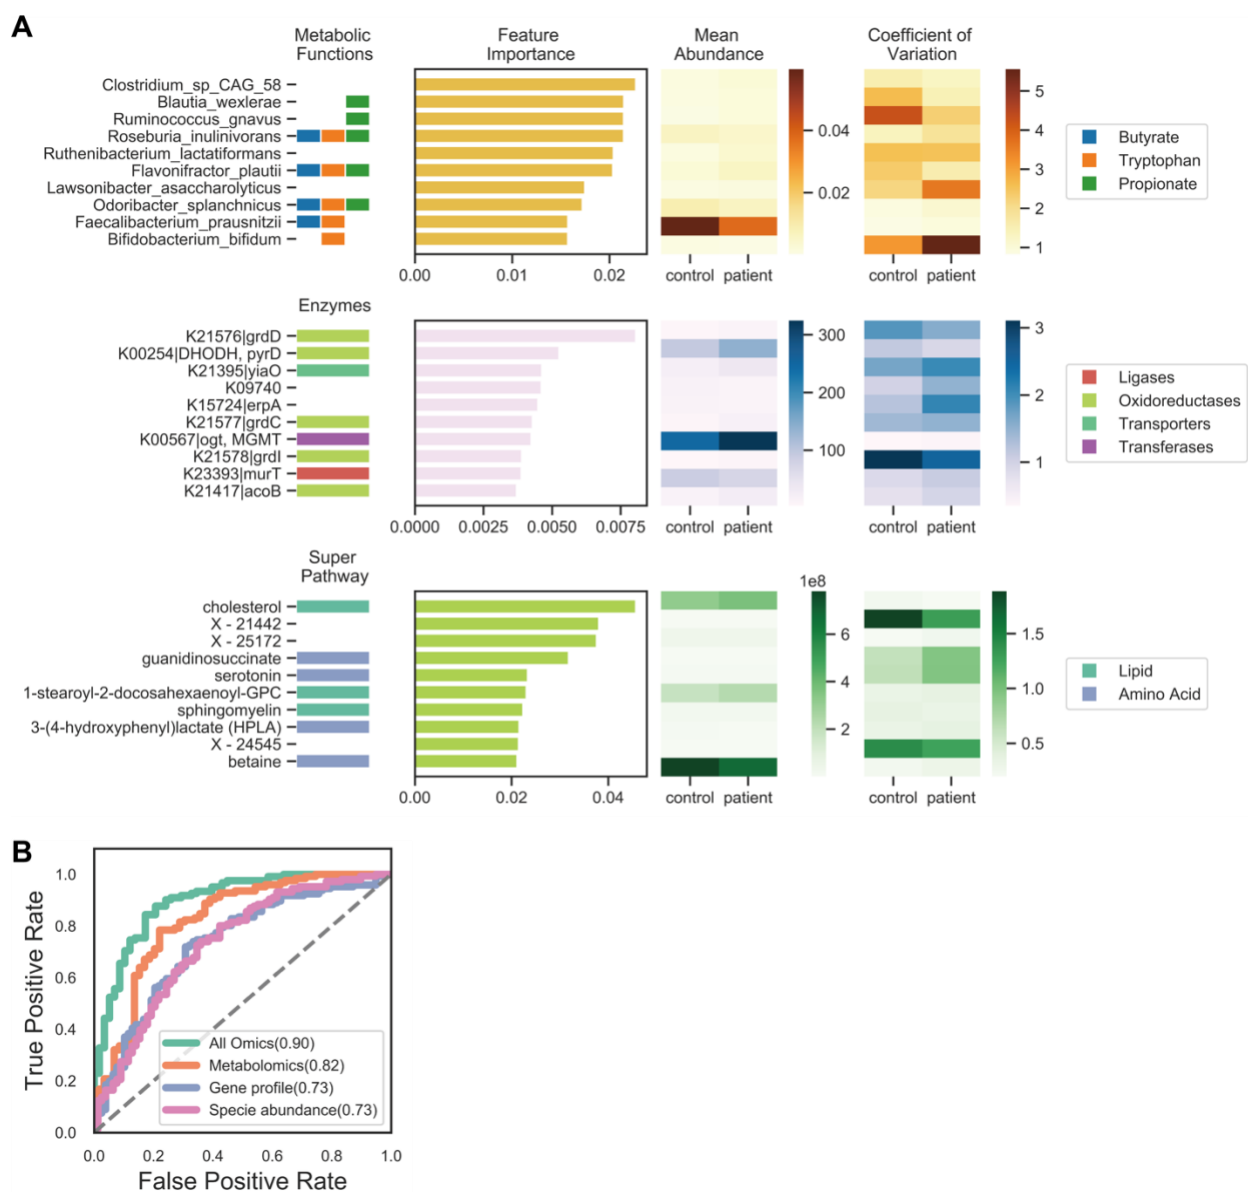 A
Metabolic
Functions
Feature
Importance
Mean
Abundance
Coefficient of
Variation
Clostridium_sp_CAG_58
Blautia_wexlerae
Ruminococcus_gnavus
Roseburia_inulinivorans
Ruthenibacterium_lactatiformans
Flavonifractor_plautii
Lawsonibacter_asaccharolyticus
Odoribacter_splanchnicus
Faecalibacterium_prausnitzii
Bifidobacterium_bifidum
0.00 0.01 0.02
control patient
0.04
0.02
control patient
5
4
3
2
1
Butyrate
Tryptophan
Propionate
Enzymes
K21576|grdD
K00254|DHODH, pyrD
K21395|yiaO
K09740
K15724|erpA
K21577|grdC
K00567|ogt, MGMT
K21578|grdI
K23393|murT
K21417|acoB
0.0000 0.0025 0.0050 0.0075
control patient
300
200
100
control patient
3
2
1
Ligases
Oxidoreductases
Transporters
Transferases
Super
Pathway
cholesterol
X - 21442
X - 25172
guanidinosuccinate
serotonin
1-stearoyl-2-docosahexaenoyl-GPC
sphingomyelin
3-(4-hydroxyphenyl)lactate (HPLA)
X - 24545
betaine
0.00 0.02 0.04
control patient
1e8
6
4
2
control patient
1.5
1.0
0.5
Lipid
Amino Acid
B
True Positive Rate
1.0
0.8
0.6
0.4
0.2
0.0
All Omics(0.90)
Metabolomics(0.82)
Gene profile(0.73)
Specie abundance(0.73)
0.0 0.2 0.4 0.6 0.8 1.0
False Positive Rate